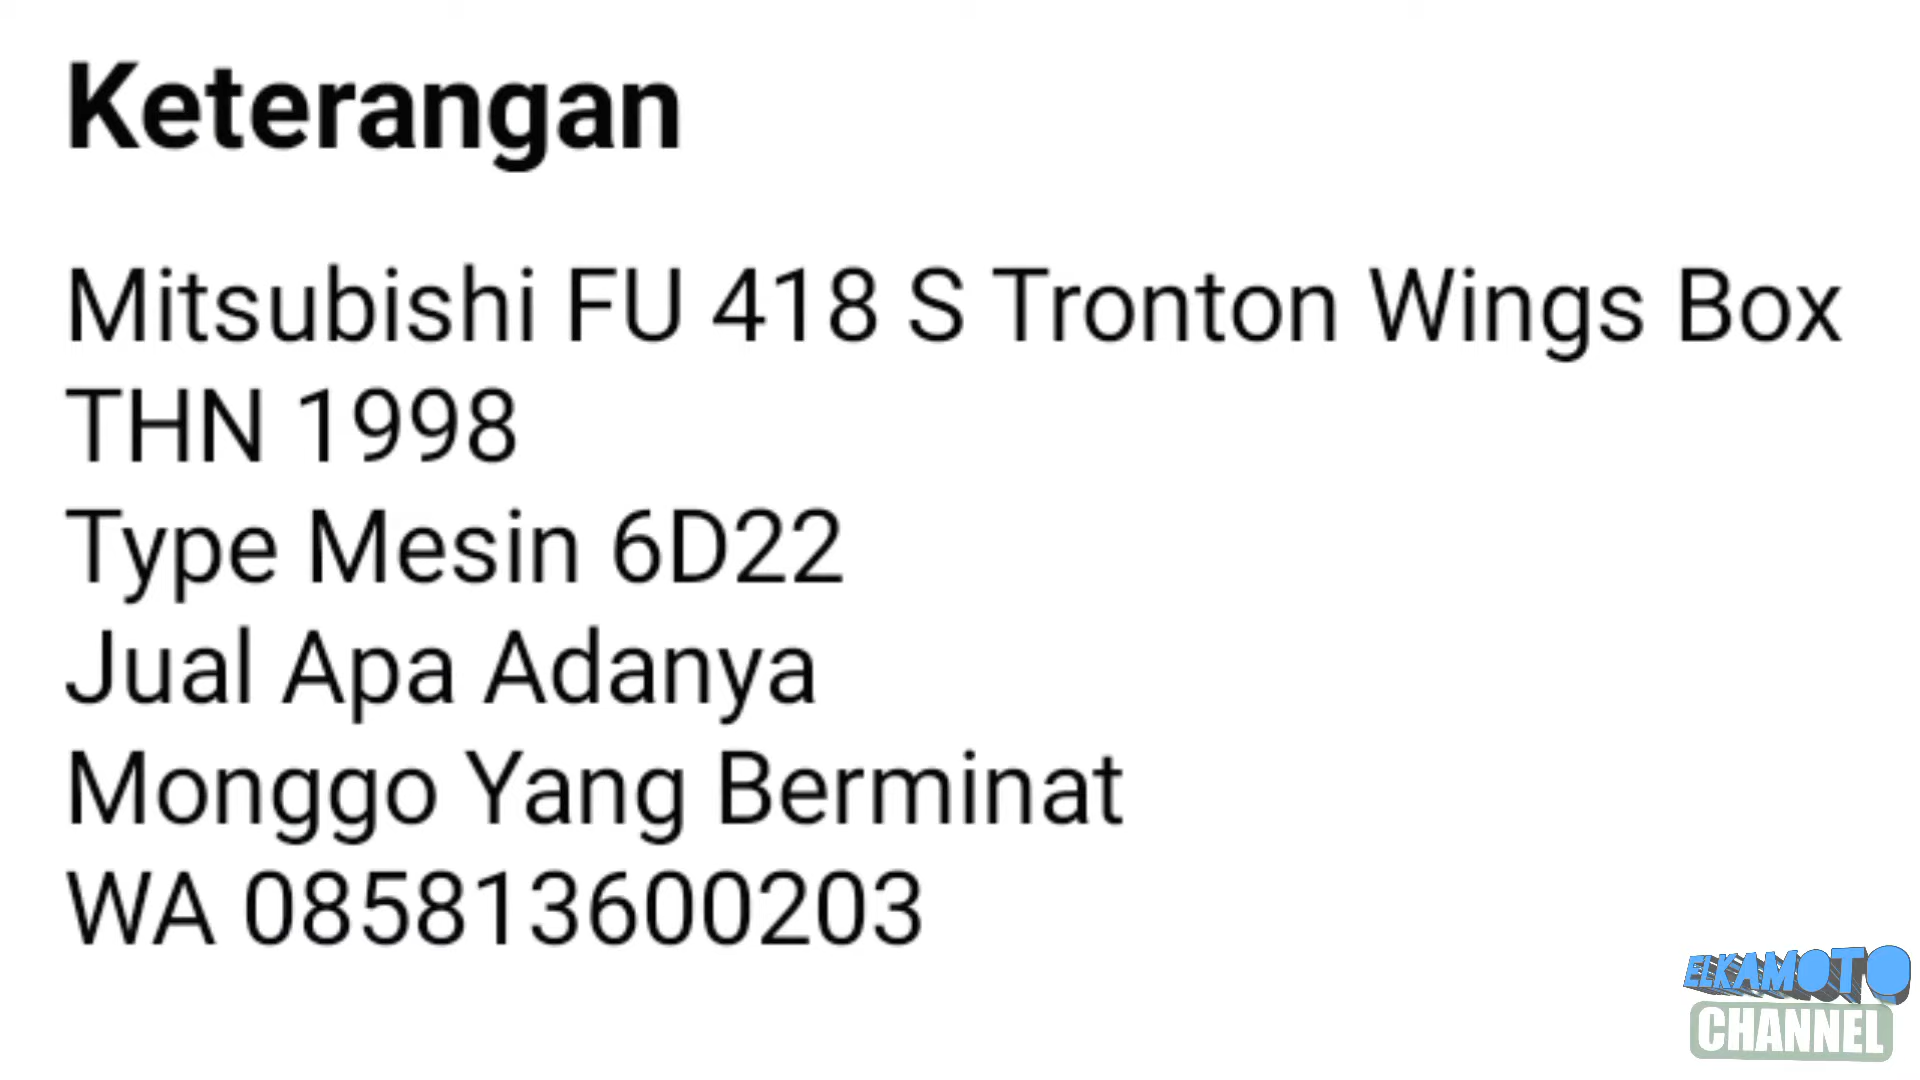 Keterangan
Mitsubishi FU 418 S Tronton Wings Box
THN 1998
Type Mesin 6D22
Jual Apa Adanya
Monggo Yang Berminat
WA 085813600203
ELKAMOTO
CHANNEL